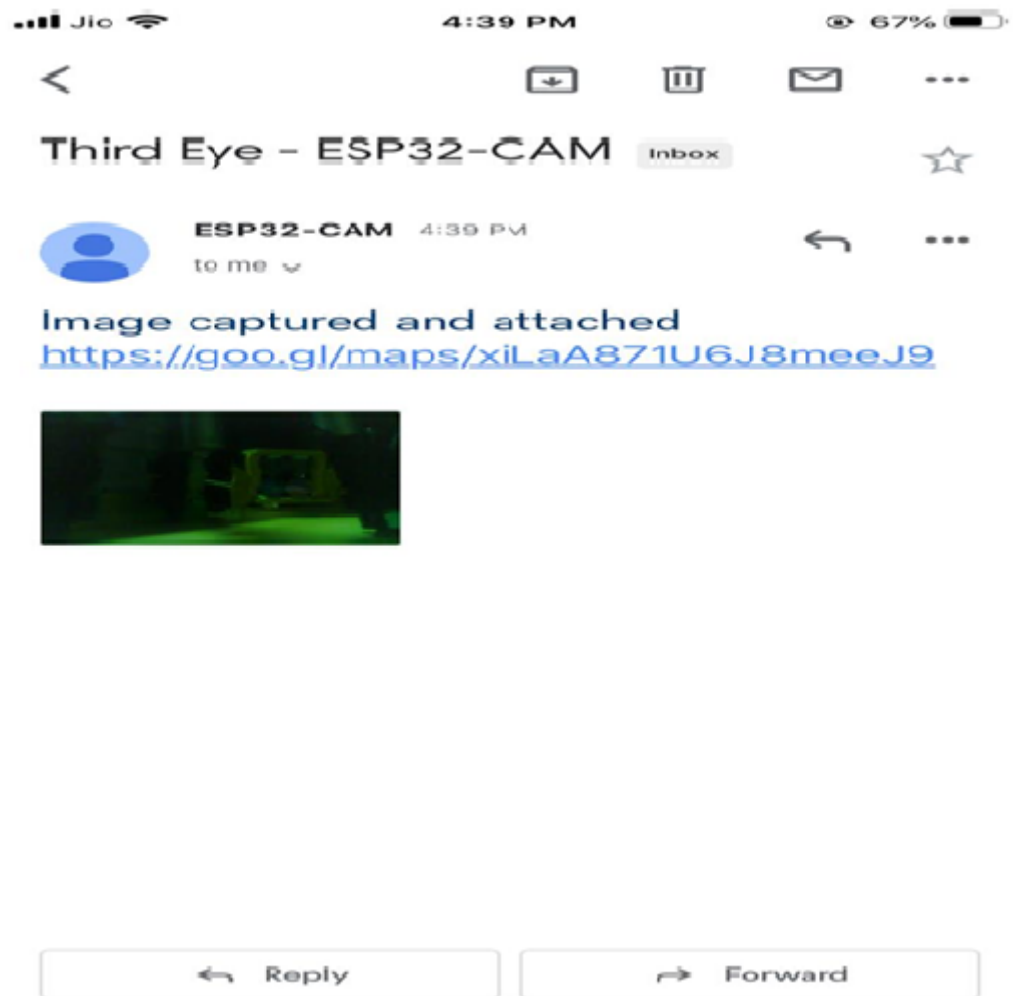 Jio 4:39 PM 67%
Third Eye - ESP32-CAM Inbox
ESP32-CAM 4:39 PM
to me
Image captured and attached
https://goo.gl/maps/xiLaA871U6J8meeJ9
Reply Forward